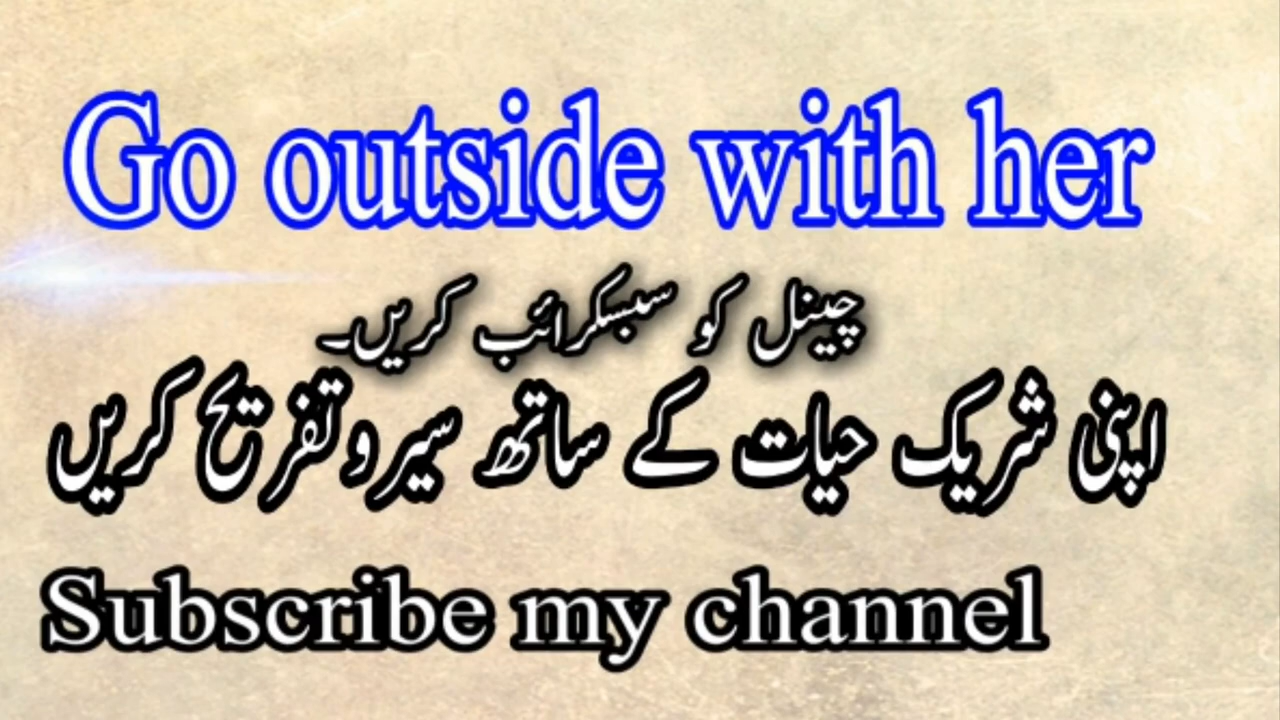 Go outside with her
چینل کو سبسکرائب کریں۔
اپنی شریک حیات کے ساتھ سیر و تفریح کریں
Subscribe my channel